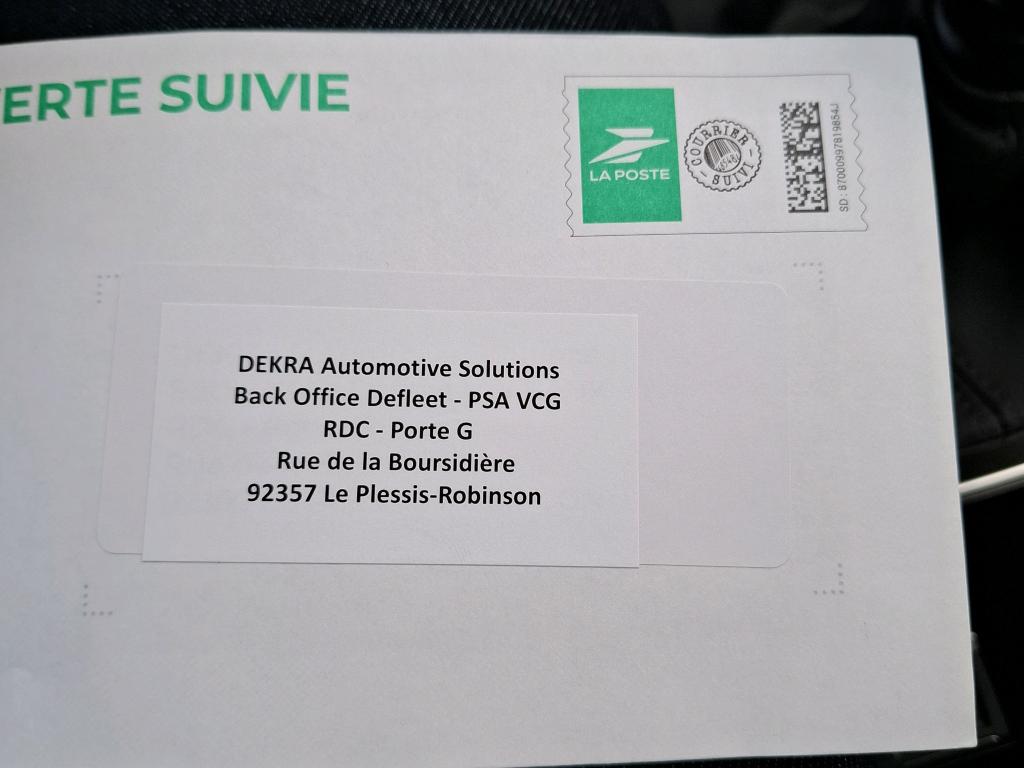 ERTE SUIVIE
LA POSTE
COURRIER
SUIVI
SD : 87000997819854J
DEKRA Automotive Solutions
Back Office Defleet - PSA VCG
RDC - Porte G
Rue de la Boursidière
92357 Le Plessis-Robinson